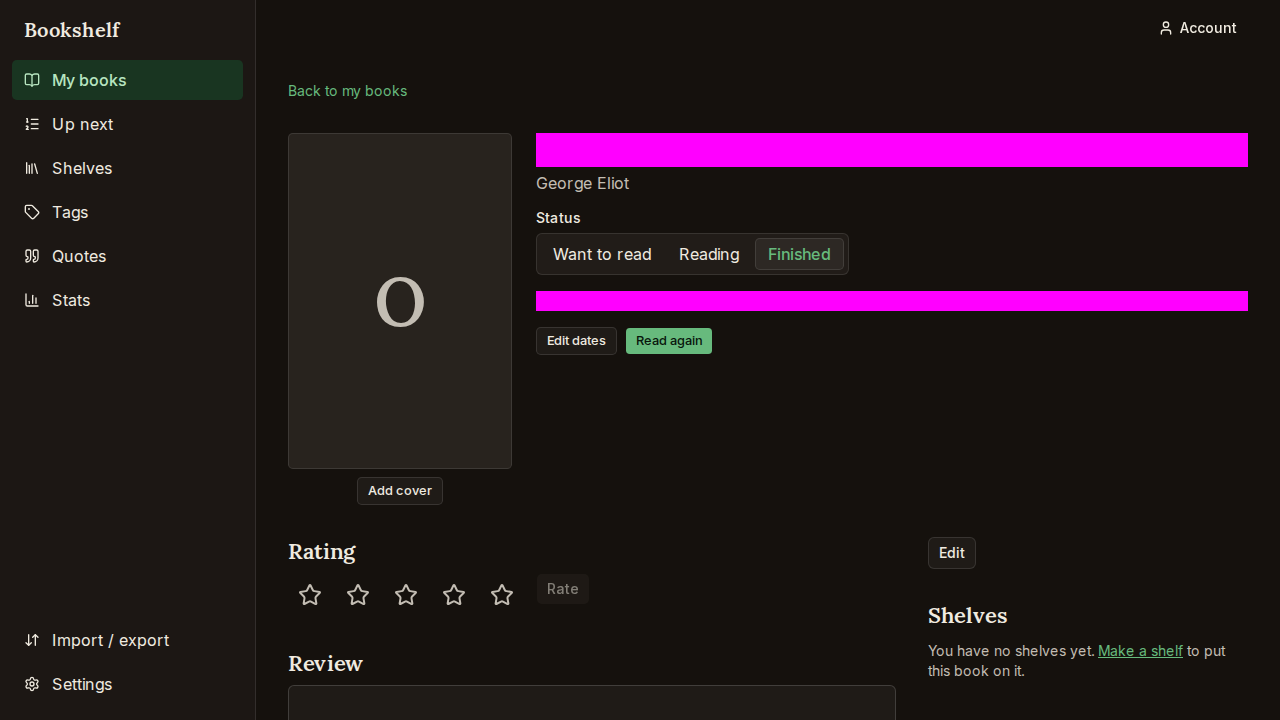 Bookshelf
Account
My books
Up next
Shelves
Tags
Quotes
Stats
Import / export
Settings
Back to my books
O
Add cover
George Eliot
Status
Want to read
Reading
Finished
Edit dates
Read again
Rating
Rate
Review
Edit
Shelves
You have no shelves yet. Make a shelf to put
this book on it.